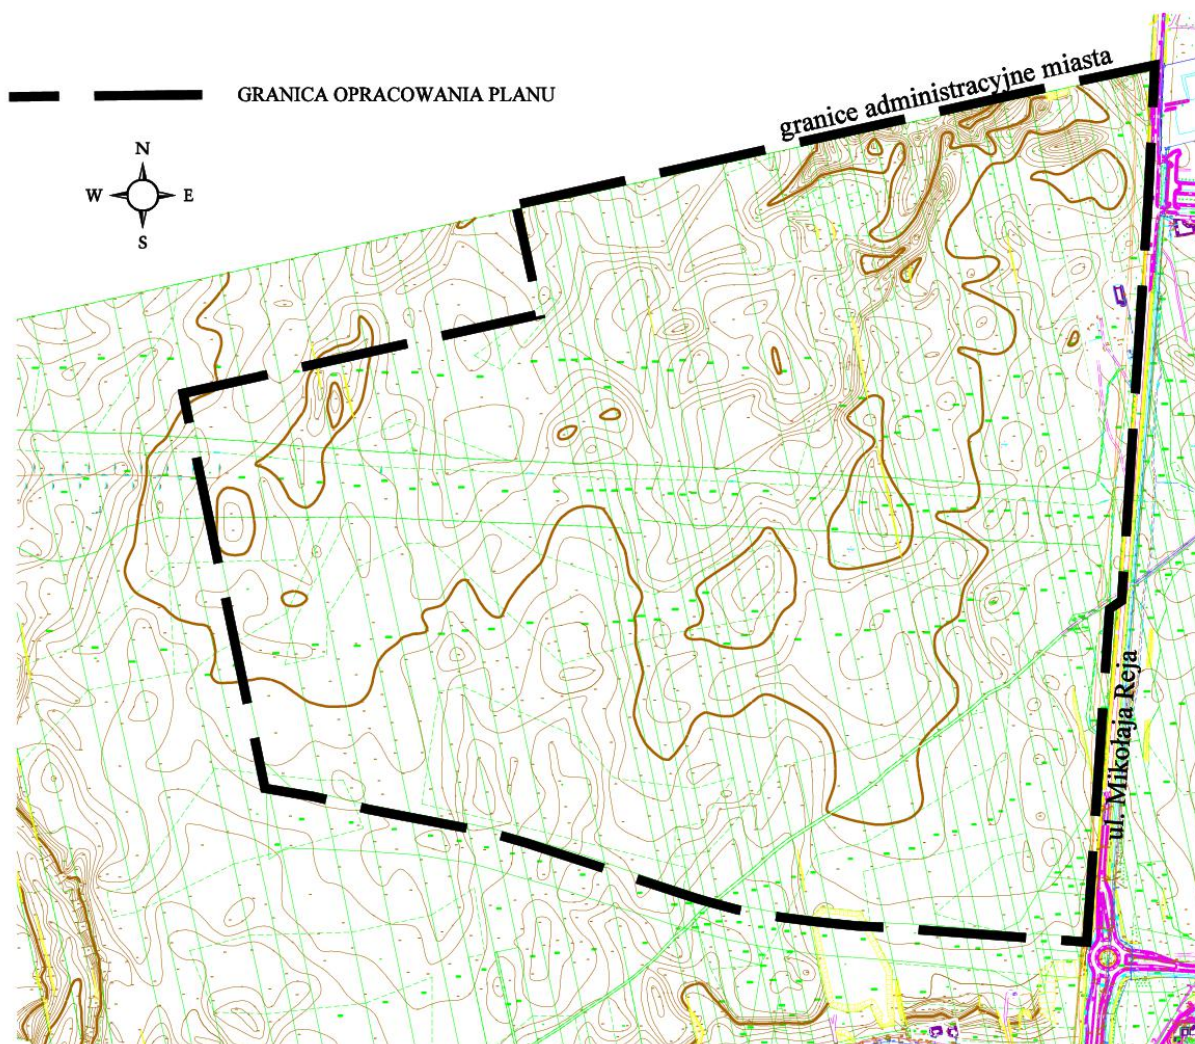 granice administracyjne miasta
GRANICA OPRACOWANIA PLANU
N
W E
S
ul. Mikołaja Reja